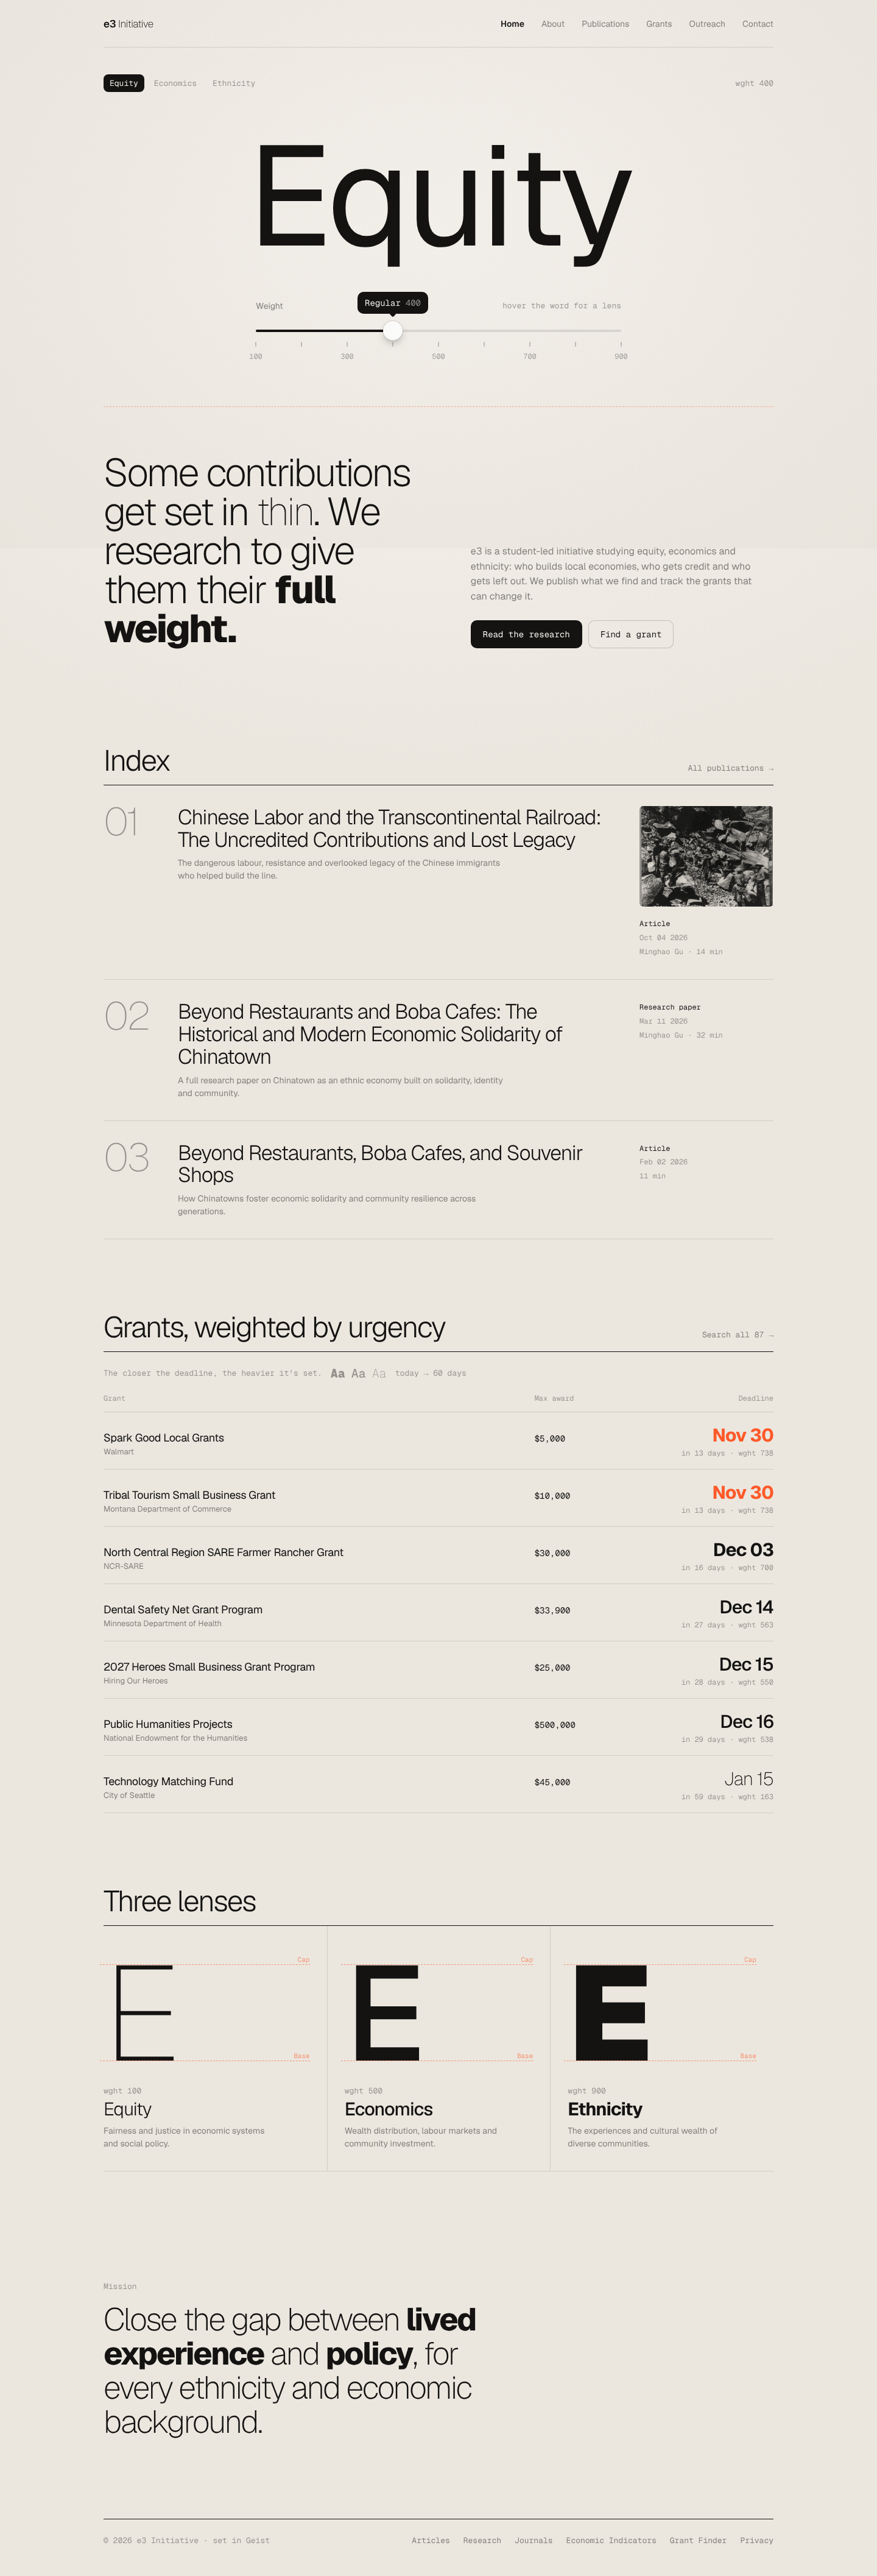 e3 Initiative
Home About Publications Grants Outreach Contact
Equity Economics Ethnicity
wght 400
Equity
Weight
Regular 400
hover the word for a lens
100 300 500 700 900
Some contributions
get set in thin. We
research to give
them their full
weight.
e3 is a student-led initiative studying equity, economics and
ethnicity: who builds local economies, who gets credit and who
gets left out. We publish what we find and track the grants that
can change it.
Read the research
Find a grant
Index
All publications →
01
Chinese Labor and the Transcontinental Railroad:
The Uncredited Contributions and Lost Legacy
The dangerous labour, resistance and overlooked legacy of the Chinese immigrants
who helped build the line.
Article
Oct 04 2026
Minghao Gu · 14 min
02
Beyond Restaurants and Boba Cafes: The
Historical and Modern Economic Solidarity of
Chinatown
A full research paper on Chinatown as an ethnic economy built on solidarity, identity
and community.
Research paper
Mar 11 2026
Minghao Gu · 32 min
03
Beyond Restaurants, Boba Cafes, and Souvenir
Shops
How Chinatowns foster economic solidarity and community resilience across
generations.
Article
Feb 02 2026
11 min
Grants, weighted by urgency
Search all 87 →
The closer the deadline, the heavier it's set. Aa Aa Aa today → 60 days
Grant Max award Deadline
Spark Good Local Grants
Walmart
$5,000
Nov 30
in 13 days · wght 738
Tribal Tourism Small Business Grant
Montana Department of Commerce
$10,000
Nov 30
in 13 days · wght 738
North Central Region SARE Farmer Rancher Grant
NCR-SARE
$30,000
Dec 03
in 16 days · wght 700
Dental Safety Net Grant Program
Minnesota Department of Health
$33,900
Dec 14
in 27 days · wght 563
2027 Heroes Small Business Grant Program
Hiring Our Heroes
$25,000
Dec 15
in 28 days · wght 550
Public Humanities Projects
National Endowment for the Humanities
$500,000
Dec 16
in 29 days · wght 538
Technology Matching Fund
City of Seattle
$45,000
Jan 15
in 59 days · wght 163
Three lenses
Cap
E
Base
wght 100
Equity
Fairness and justice in economic systems
and social policy.
Cap
E
Base
wght 500
Economics
Wealth distribution, labour markets and
community investment.
Cap
E
Base
wght 900
Ethnicity
The experiences and cultural wealth of
diverse communities.
Mission
Close the gap between lived
experience and policy, for
every ethnicity and economic
background.
© 2026 e3 Initiative · set in Geist
Articles Research Journals Economic Indicators Grant Finder Privacy